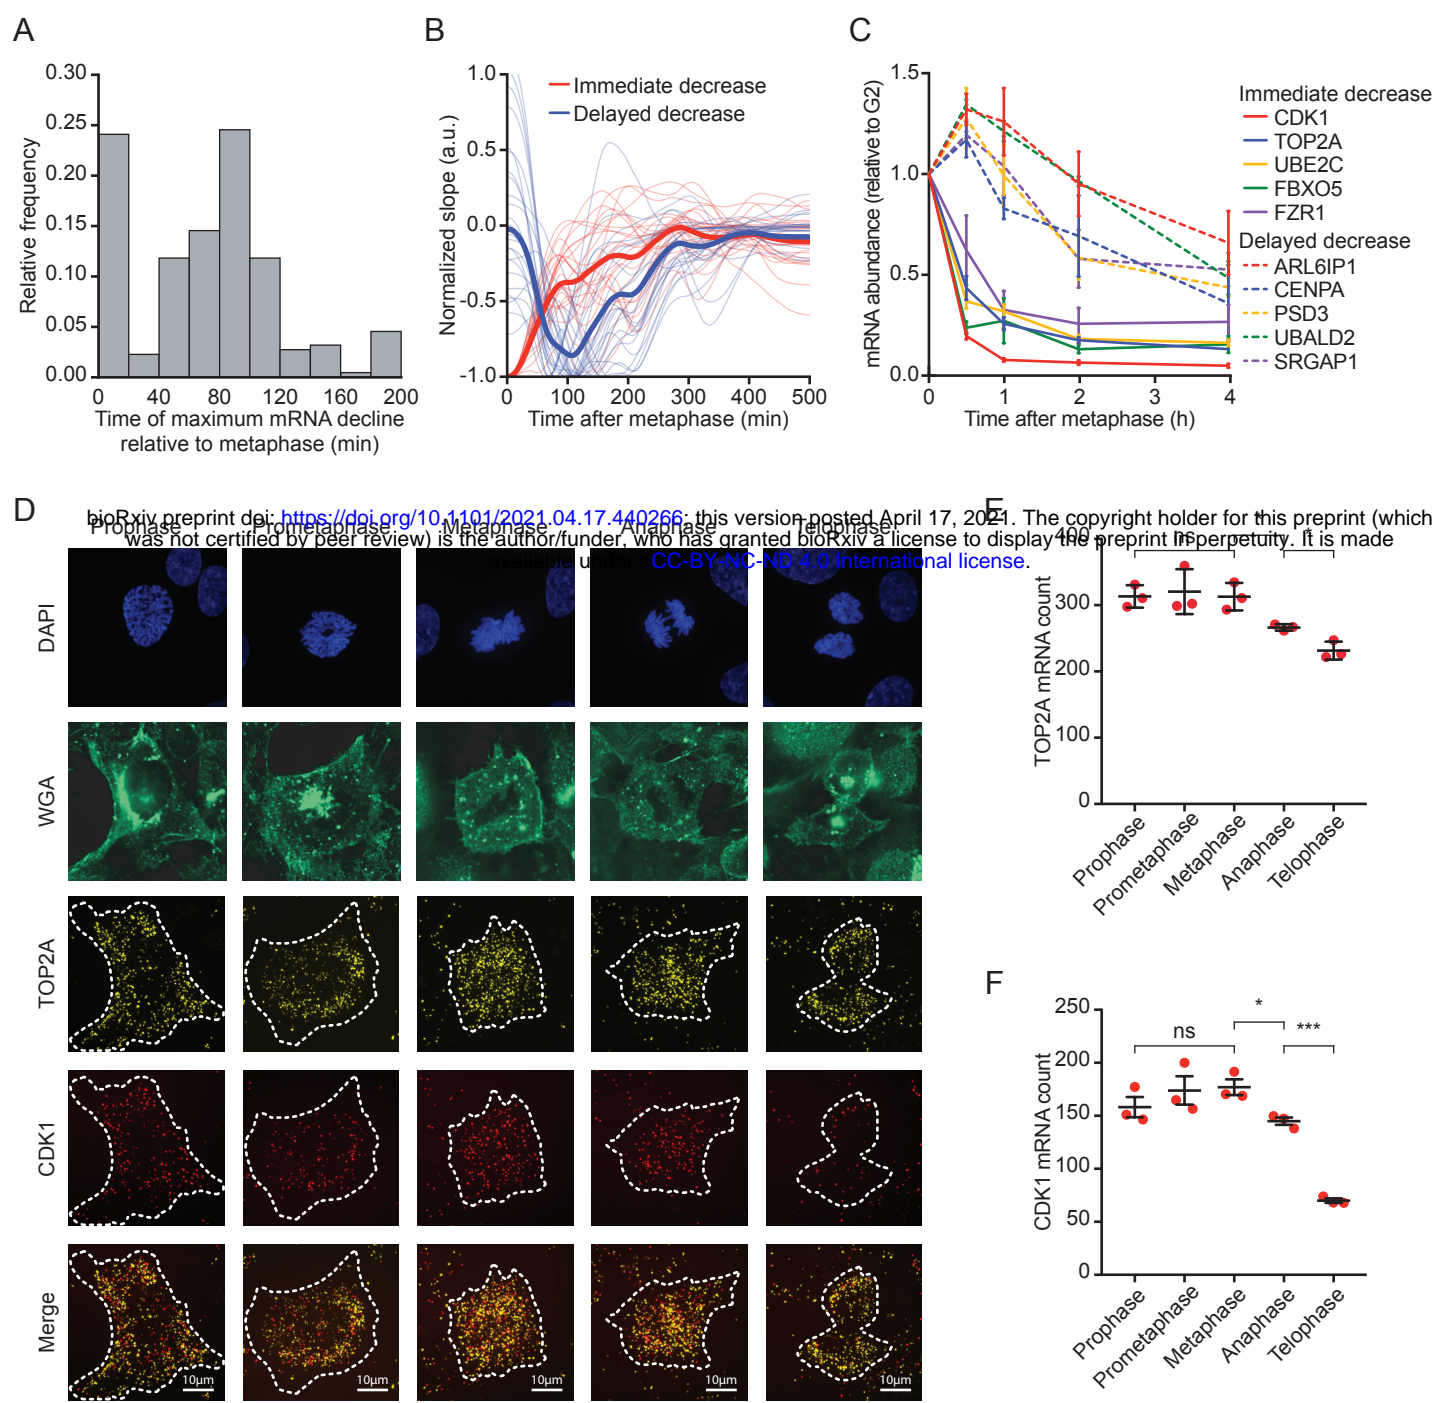 A
0.30
0.25
0.20
0.15
0.10
0.05
0.00
Relative frequency
0 40 80 120 160 200
Time of maximum mRNA decline
relative to metaphase (min)
B
1.0
0.5
0.0
-0.5
-1.0
Normalized slope (a.u.)
Immediate decrease
Delayed decrease
0 100 200 300 400 500
Time after metaphase (min)
C
1.5
1.0
0.5
0.0
mRNA abundance (relative to G2)
0 1 2 3 4
Time after metaphase (h)
Immediate decrease
CDK1
TOP2A
UBE2C
FBXO5
FZR1
Delayed decrease
ARL6IP1
CENPA
PSD3
UBALD2
SRGAP1
bioRxiv preprint doi: https://doi.org/10.1101/2021.04.17.440266; this version posted April 17, 2021. The copyright holder for this preprint (which
was not certified by peer review) is the author/funder, who has granted bioRxiv a license to display the preprint in perpetuity. It is made
available under a CC-BY-NC-ND 4.0 International license.
D
Prophase Prometaphase Metaphase Anaphase Telophase
DAPI
WGA
TOP2A
CDK1
Merge
10µm 10µm 10µm 10µm 10µm
E
400
300
200
100
0
TOP2A mRNA count
ns * *
Prophase Prometaphase Metaphase Anaphase Telophase
F
250
200
150
100
50
0
CDK1 mRNA count
ns * ***
Prophase Prometaphase Metaphase Anaphase Telophase